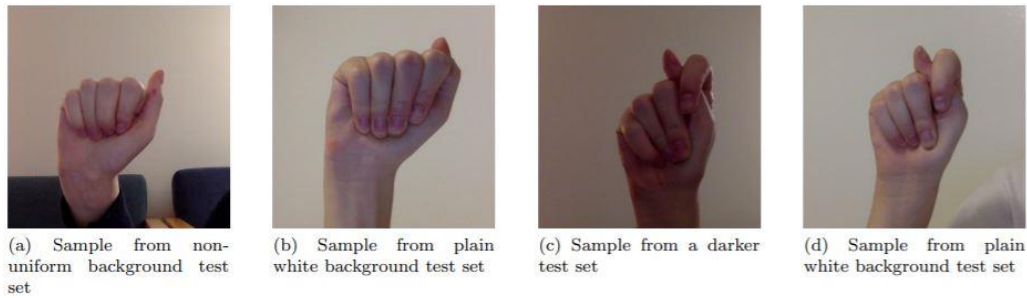 (a) Sample from non-
uniform background test
set
(b) Sample from plain
white background test set
(c) Sample from a darker
test set
(d) Sample from plain
white background test set